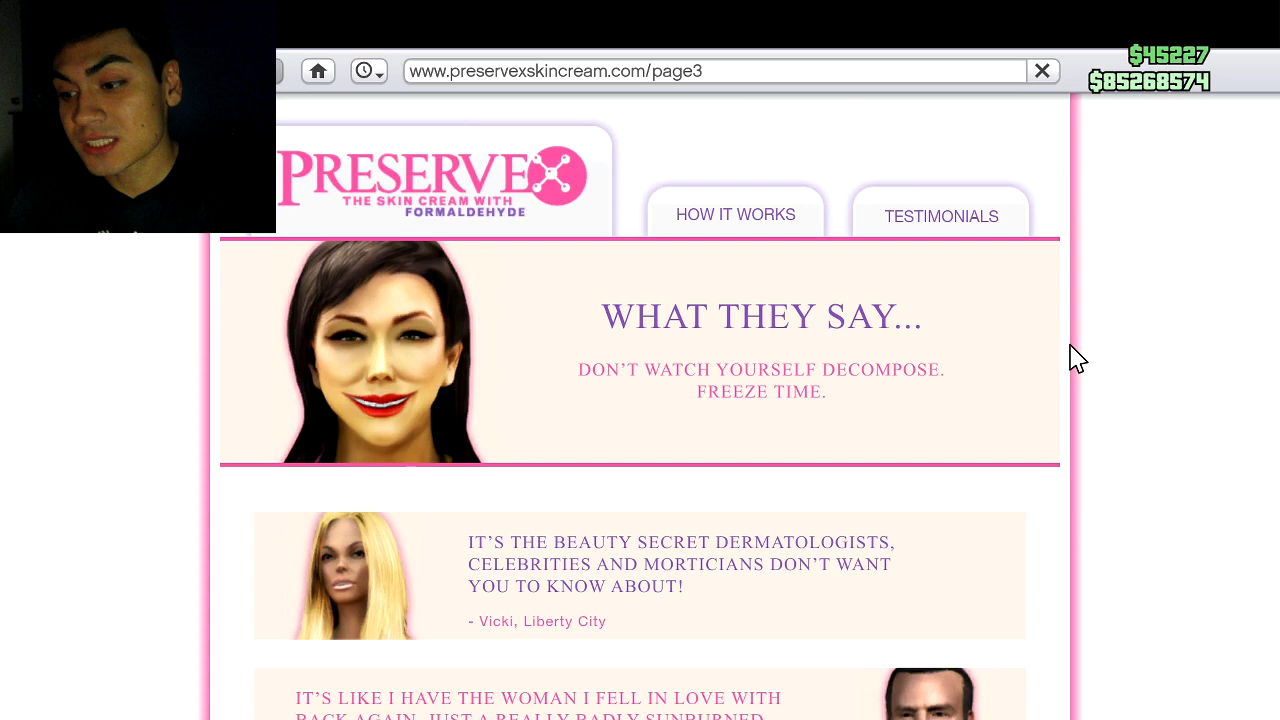 www.preservexskincream.com/page3
$45227
$85268574
PRESERVEX
THE SKIN CREAM WITH
FORMALDEHYDE
HOW IT WORKS
TESTIMONIALS
WHAT THEY SAY...
DON'T WATCH YOURSELF DECOMPOSE.
FREEZE TIME.
IT'S THE BEAUTY SECRET DERMATOLOGISTS,
CELEBRITIES AND MORTICIANS DON'T WANT
YOU TO KNOW ABOUT!
- Vicki, Liberty City
IT'S LIKE I HAVE THE WOMAN I FELL IN LOVE WITH
BACK AGAIN, JUST A REALLY BADLY SUNBURNED